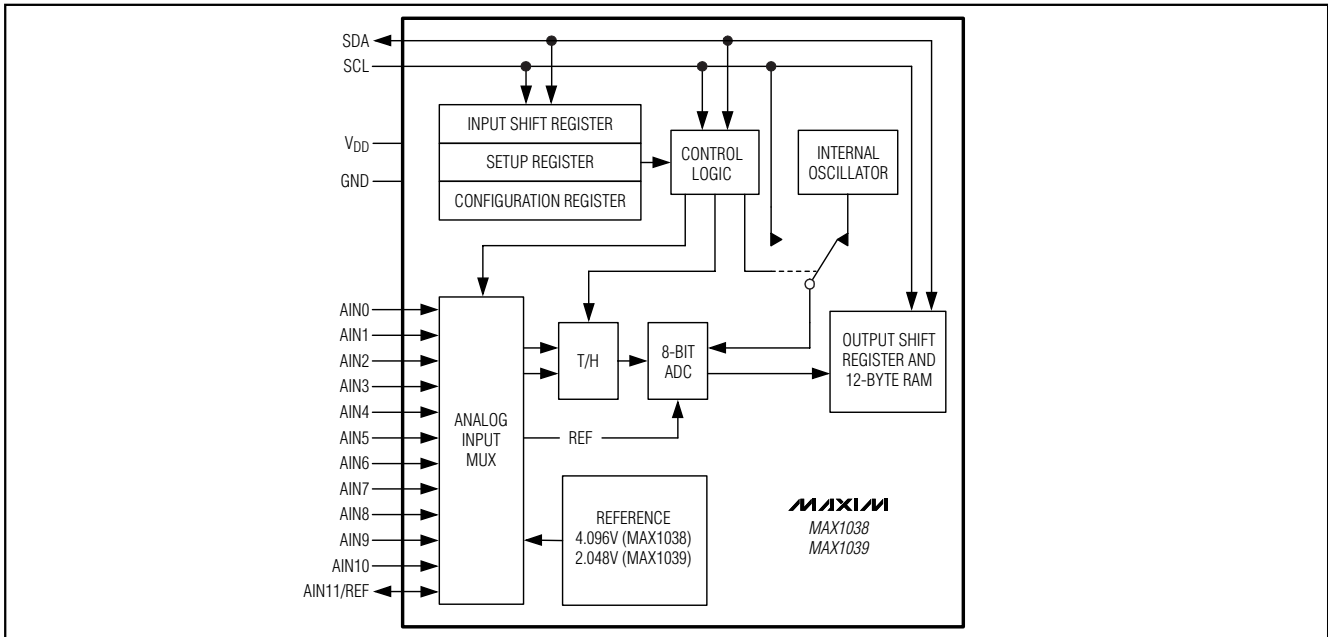 SDA
SCL
VDD
GND
INPUT SHIFT REGISTER
SETUP REGISTER
CONFIGURATION REGISTER
CONTROL
LOGIC
INTERNAL
OSCILLATOR
AIN0
AIN1
AIN2
AIN3
AIN4
AIN5
AIN6
AIN7
AIN8
AIN9
AIN10
AIN11/REF
ANALOG
INPUT
MUX
T/H
8-BIT
ADC
OUTPUT SHIFT
REGISTER AND
12-BYTE RAM
REF
REFERENCE
4.096V (MAX1038)
2.048V (MAX1039)
MAXIM
MAX1038
MAX1039